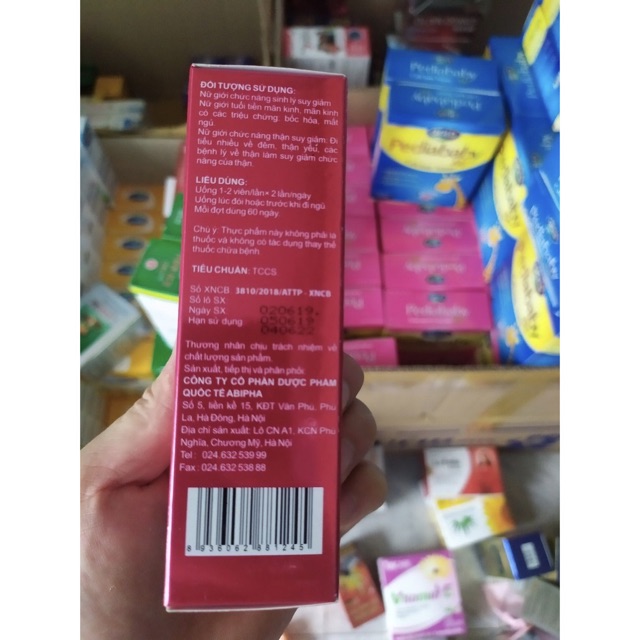 ĐỐI TƯỢNG SỬ DỤNG:
Nữ giới chức năng sinh lý suy giảm
Nữ giới tuổi tiền mãn kinh, mãn kinh
có các triệu chứng: bốc hỏa, mất
ngủ.
Nữ giới chức năng thận suy giảm: Đi
tiểu nhiều về đêm, thận yếu, các
bệnh lý về thận làm suy giảm chức
năng của thận.
LIỀU DÙNG:
Uống 1-2 viên/lần× 2 lần/ngày
Uống lúc đói hoặc trước khi đi ngủ
Mỗi đợt dùng 60 ngày.
Chú ý: Thực phẩm này không phải là
thuốc và không có tác dụng thay thế
thuốc chữa bệnh.
TIÊU CHUẨN: TCCS
Số XNCB 3810/2018/ATTP - XNCB
Số lô SX 020619.
Ngày SX 050619
Hạn sử dụng 040622
Thương nhân chịu trách nhiệm về
chất lượng sản phẩm.
Sản xuất, tiếp thị và phân phối:
CÔNG TY CỔ PHẦN DƯỢC PHẨM
QUỐC TẾ ABIPHA
Số 5, liền kề 15, KĐT Văn Phú, Phú
La, Hà Đông, Hà Nội
Địa chỉ sản xuất: Lô CN A1, KCN Phú
Nghĩa, Chương Mỹ, Hà Nội
Tel: 024.632 539 99
Fax: 024.632 538 88
8 936062 881245
Pediababy
Pediababy